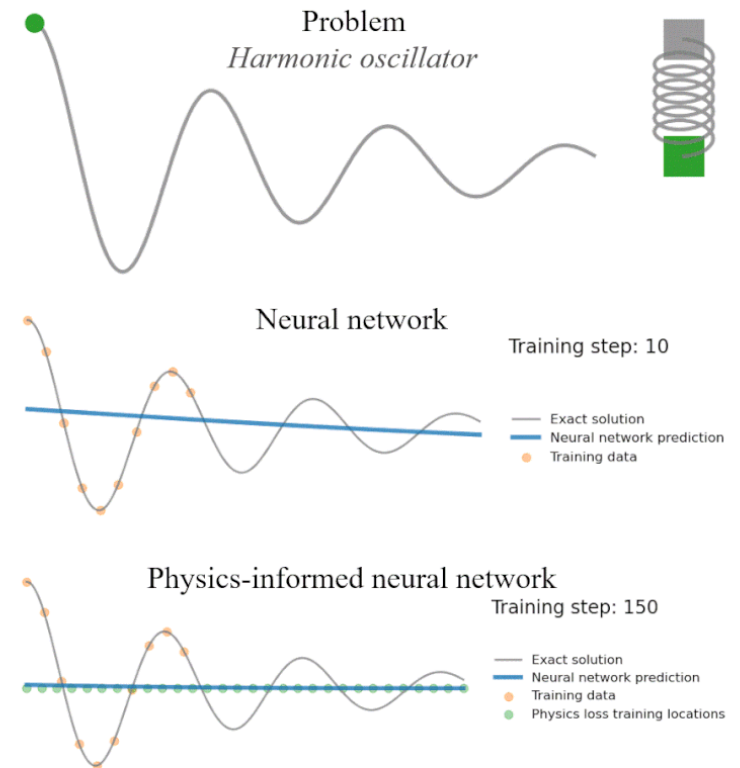 Problem
Harmonic oscillator
Neural network
Training step: 10
Exact solution
Neural network prediction
Training data
Physics-informed neural network
Training step: 150
Exact solution
Neural network prediction
Training data
Physics loss training locations